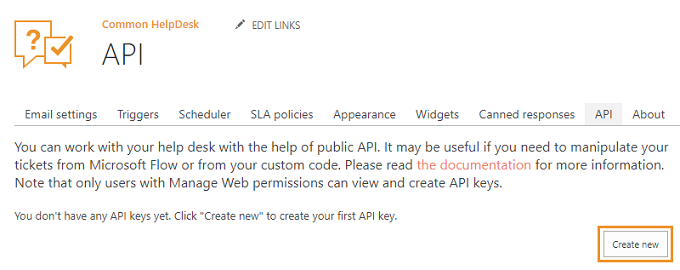 Common HelpDesk EDIT LINKS
API
Email settings Triggers Scheduler SLA policies Appearance Widgets Canned responses API About
You can work with your help desk with the help of public API. It may be useful if you need to manipulate your
tickets from Microsoft Flow or from your custom code. Please read the documentation for more information.
Note that only users with Manage Web permissions can view and create API keys.
You don't have any API keys yet. Click "Create new" to create your first API key.
Create new